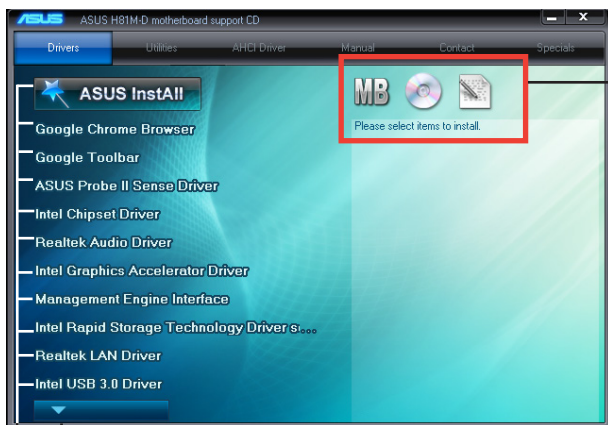 ASUS ASUS H81M-D motherboard support CD
Drivers Utilities AHCI Driver Manual Contact Specials
ASUS InstAll
MB
Please select items to install.
Google Chrome Browser
Google Toolbar
ASUS Probe II Sense Driver
Intel Chipset Driver
Realtek Audio Driver
Intel Graphics Accelerator Driver
Management Engine Interface
Intel Rapid Storage Technology Driver s...
Realtek LAN Driver
Intel USB 3.0 Driver